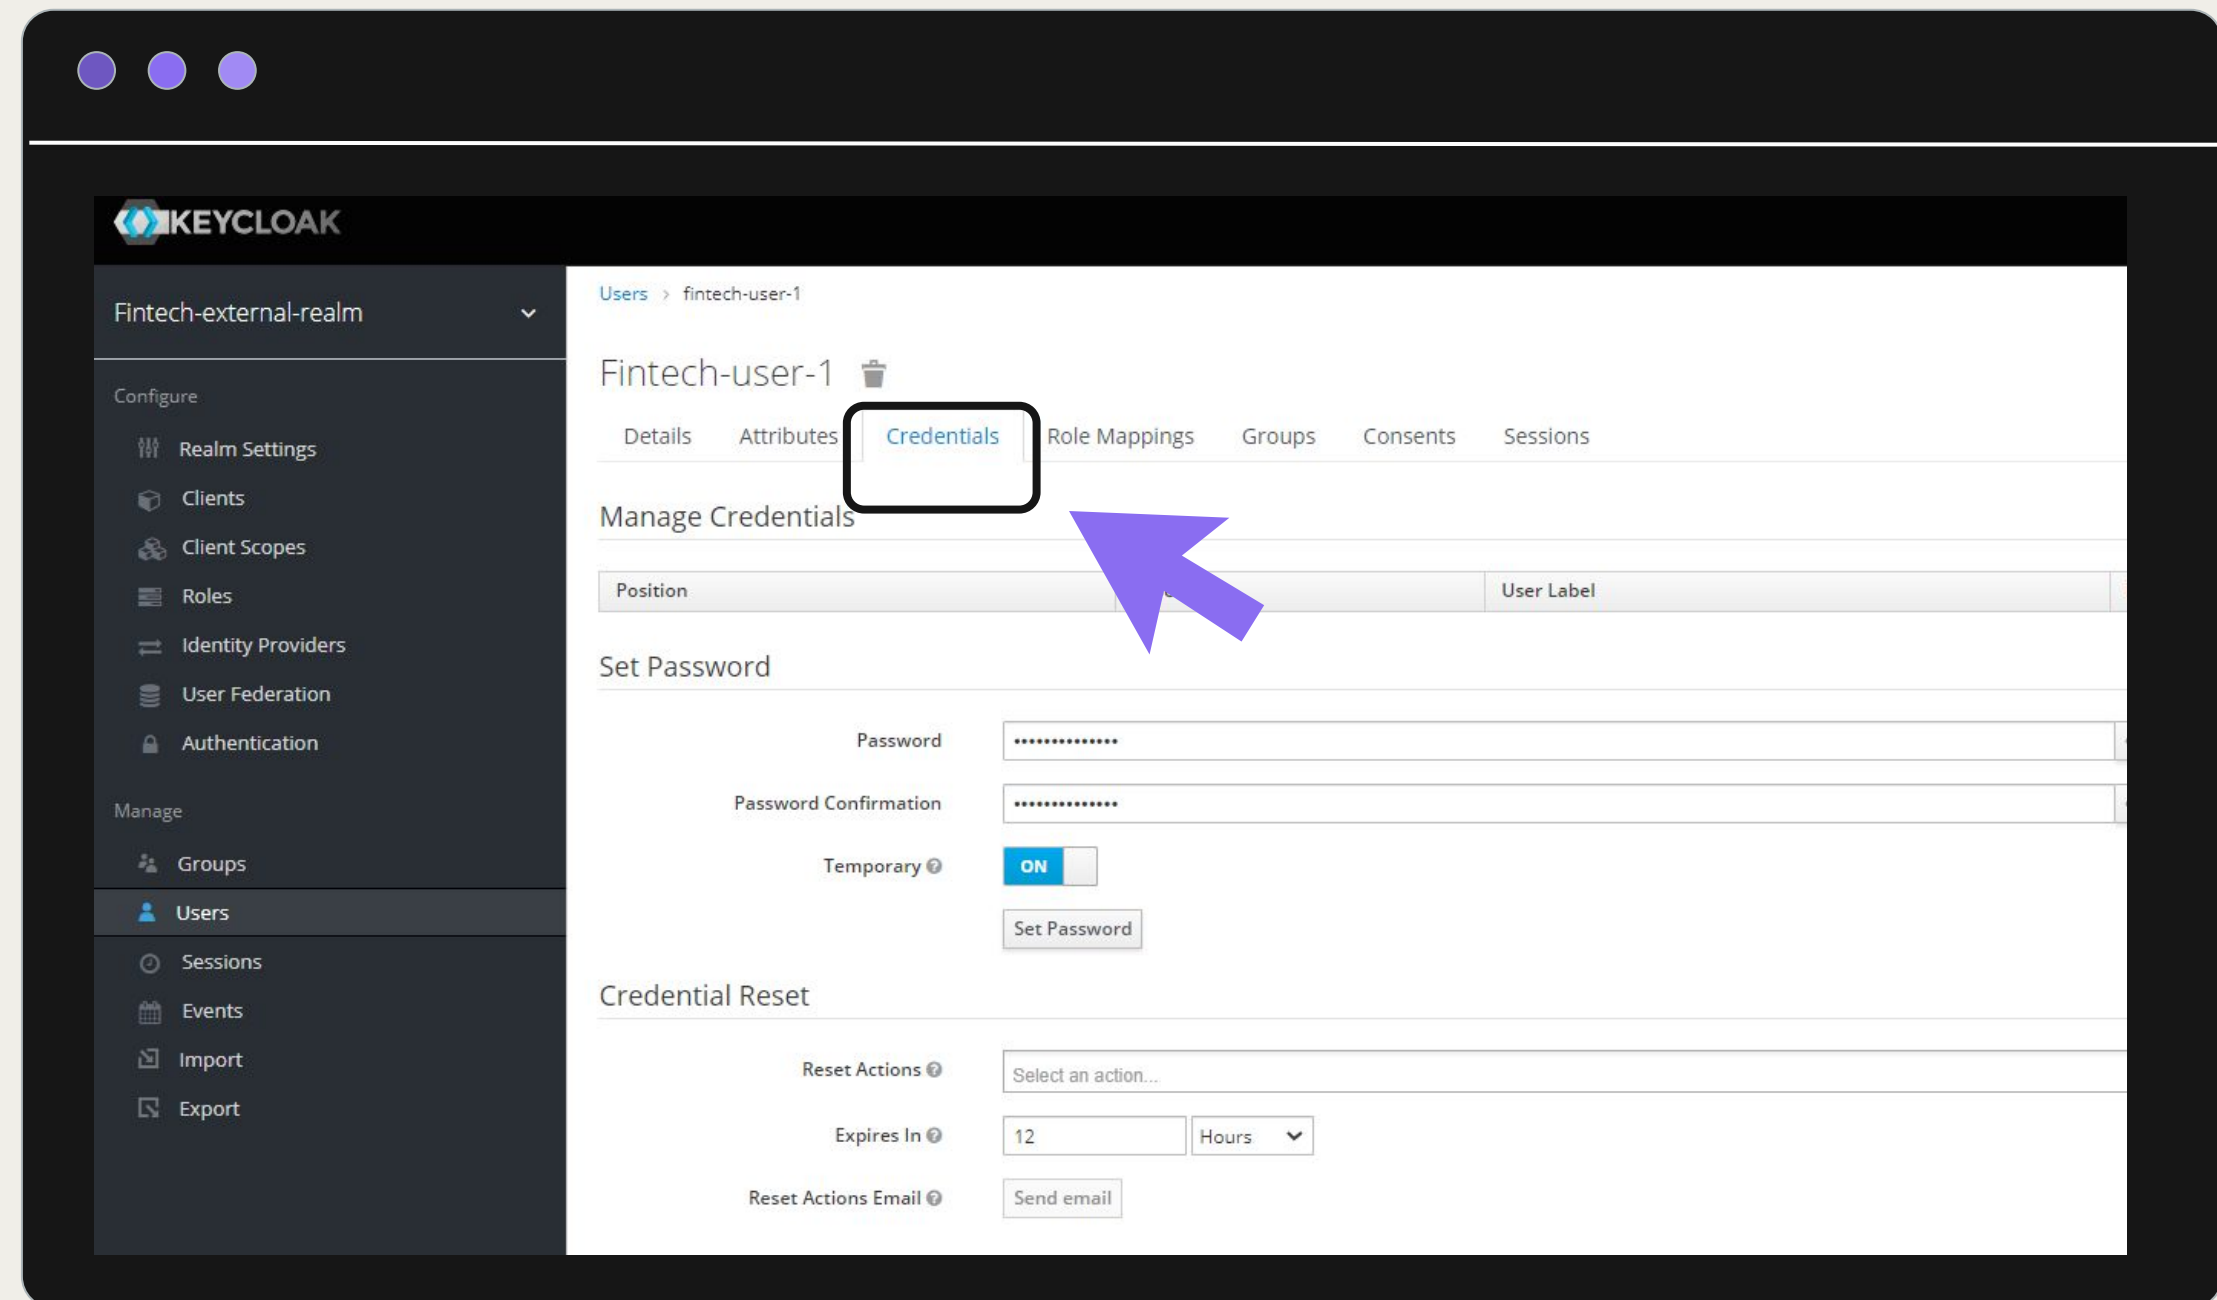 KEYCLOAK
Fintech-external-realm
Configure
Realm Settings
Clients
Client Scopes
Roles
Identity Providers
User Federation
Authentication
Manage
Groups
Users
Sessions
Events
Import
Export
Users > fintech-user-1
Fintech-user-1
Details Attributes Credentials Role Mappings Groups Consents Sessions
Manage Credentials
Position User Label
Set Password
Password ••••••••••••••
Password Confirmation ••••••••••••••
Temporary ON
Set Password
Credential Reset
Reset Actions Select an action...
Expires In 12 Hours
Reset Actions Email Send email